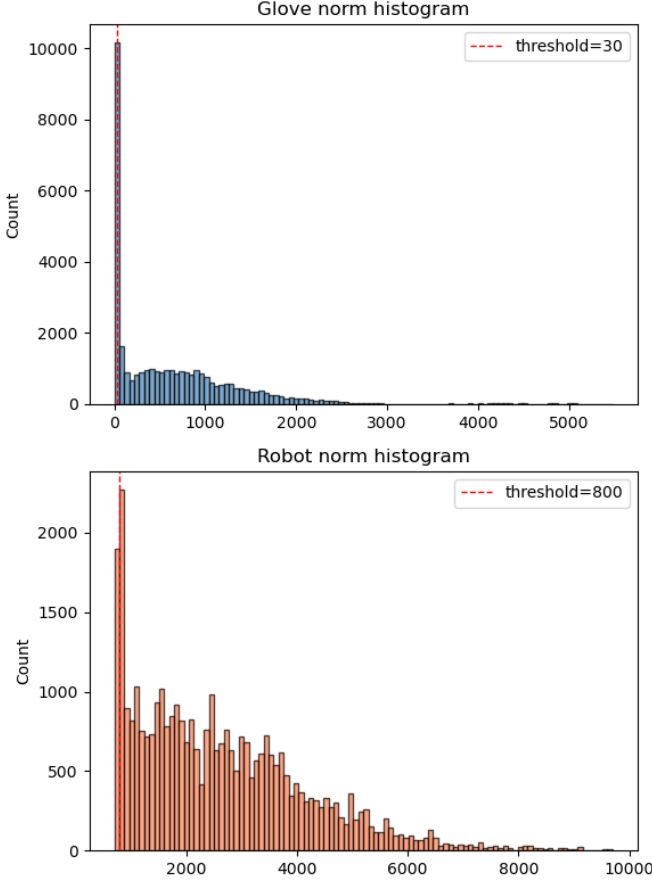 Glove norm histogram
threshold=30
10000
8000
6000
4000
2000
0
Count
0 1000 2000 3000 4000 5000
Robot norm histogram
threshold=800
2000
1500
1000
500
0
Count
2000 4000 6000 8000 10000